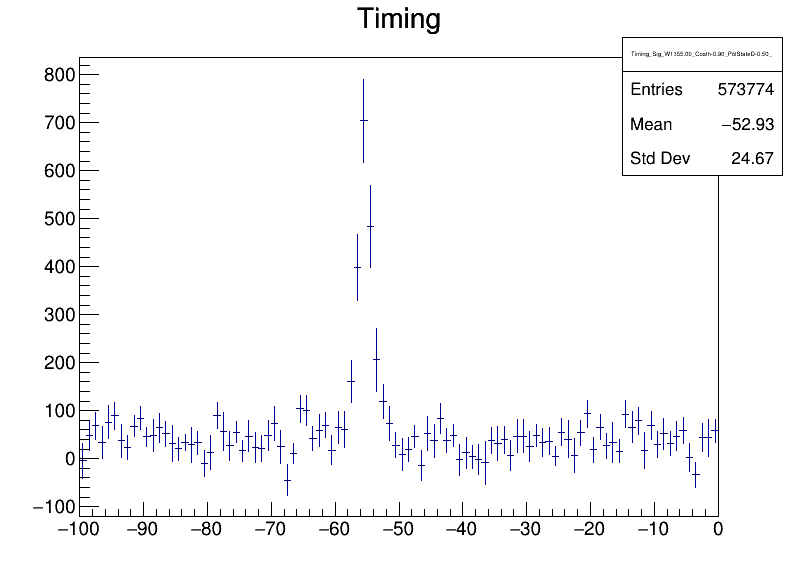 Timing
Timing_Sig_W1355.00_Costh-0.90_PolStateD-0.50_
Entries 573774
Mean −52.93
Std Dev 24.67
800
700
600
500
400
300
200
100
0
−100
−100 −90 −80 −70 −60 −50 −40 −30 −20 −10 0